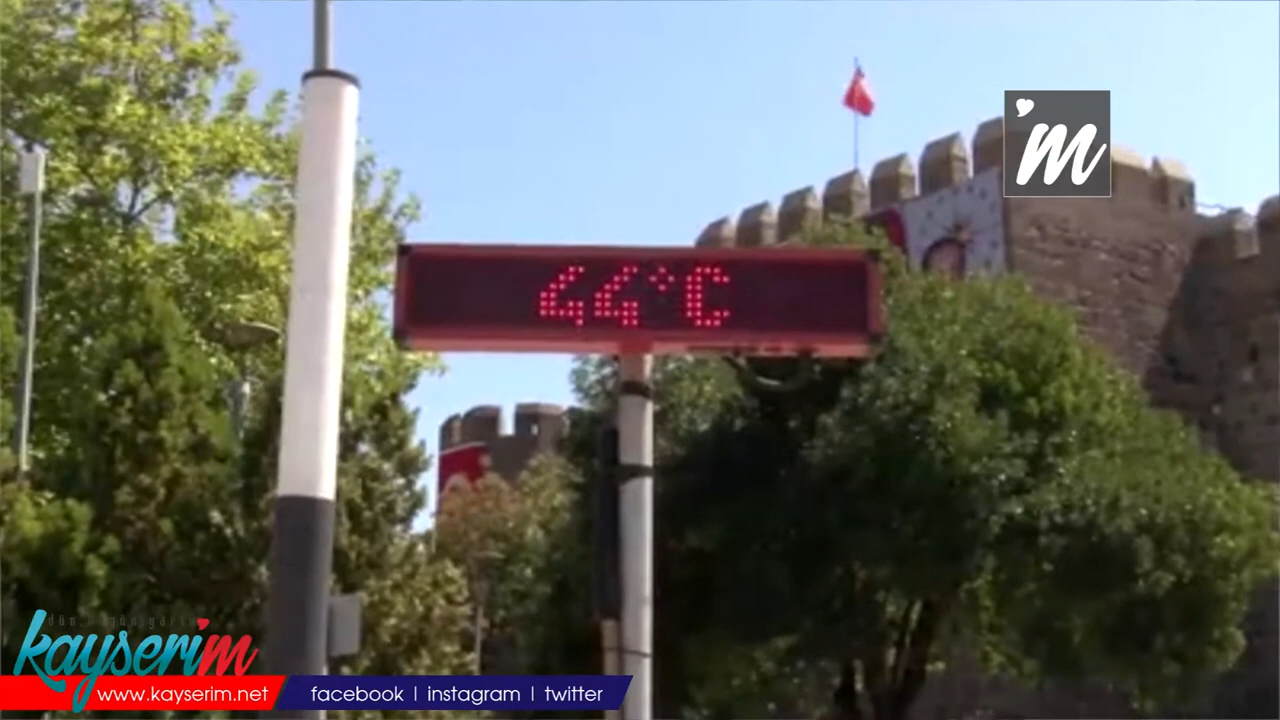 'm
44°C
kayserim
www.kayserim.net
facebook | instagram | twitter